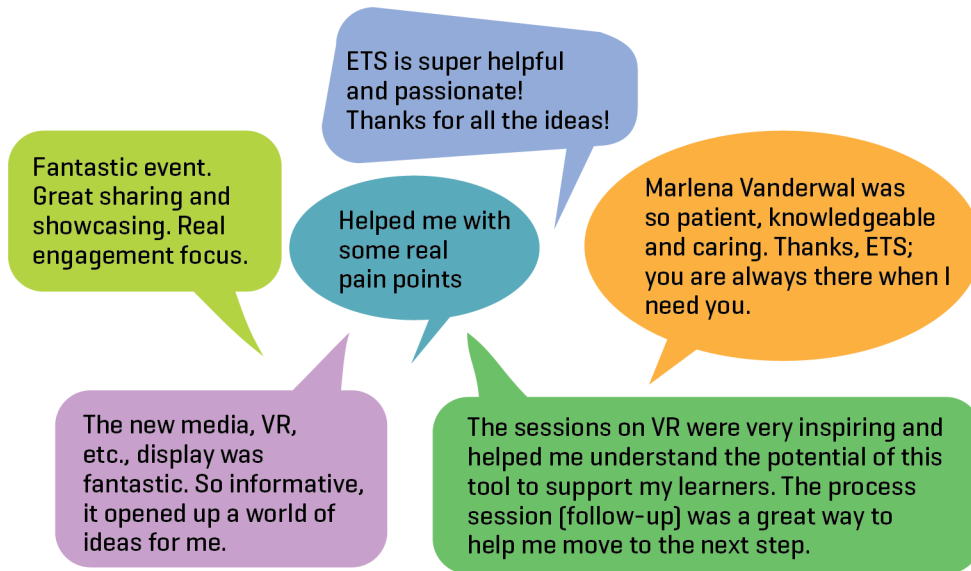 ETS is super helpful
and passionate!
Thanks for all the ideas!
Fantastic event.
Great sharing and
showcasing. Real
engagement focus.
Helped me with
some real
pain points
Marlena Vanderwal was
so patient, knowledgeable
and caring. Thanks, ETS;
you are always there when I
need you.
The new media, VR,
etc., display was
fantastic. So informative,
it opened up a world of
ideas for me.
The sessions on VR were very inspiring and
helped me understand the potential of this
tool to support my learners. The process
session (follow-up) was a great way to
help me move to the next step.